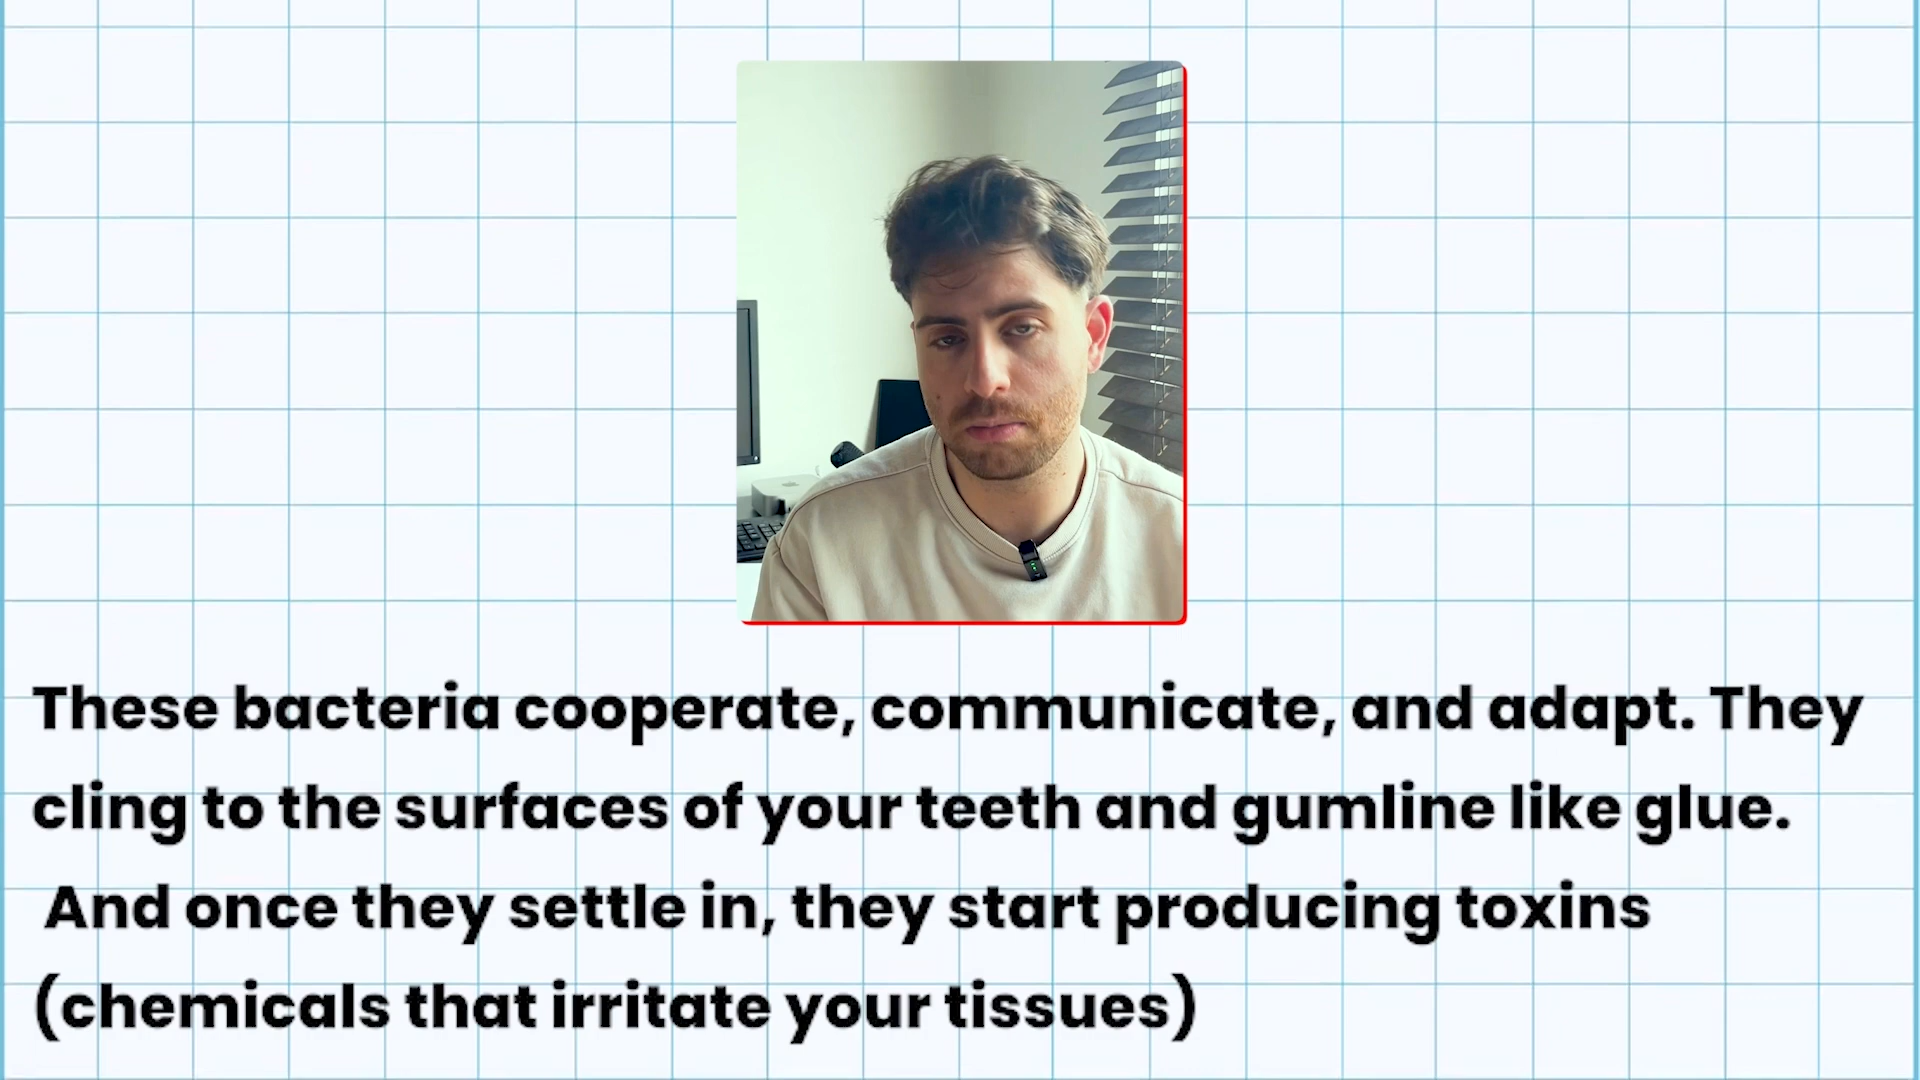 These bacteria cooperate, communicate, and adapt. They
cling to the surfaces of your teeth and gumline like glue.
And once they settle in, they start producing toxins
(chemicals that irritate your tissues)